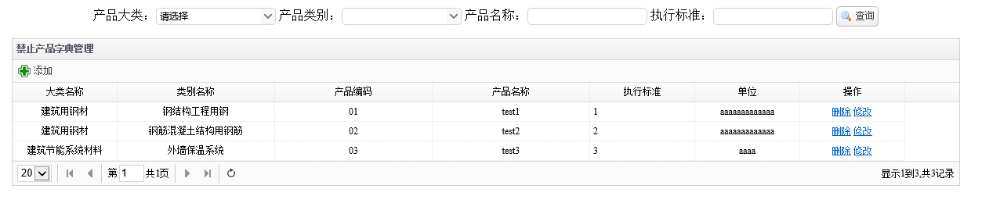 产品大类： 请选择 产品类别： 产品名称： 执行标准： 查询
禁止产品字典管理
添加
大类名称 类别名称 产品编码 产品名称 执行标准 单位 操作
建筑用钢材 钢结构工程用钢 01 test1 1 aaaaaaaaaaaaa 删除 修改
建筑用钢材 钢筋混凝土结构用钢筋 02 test2 2 aaaaaaaaaaaaa 删除 修改
建筑节能系统材料 外墙保温系统 03 test3 3 aaaa 删除 修改
20 第 1 共1页 显示1到3,共3记录